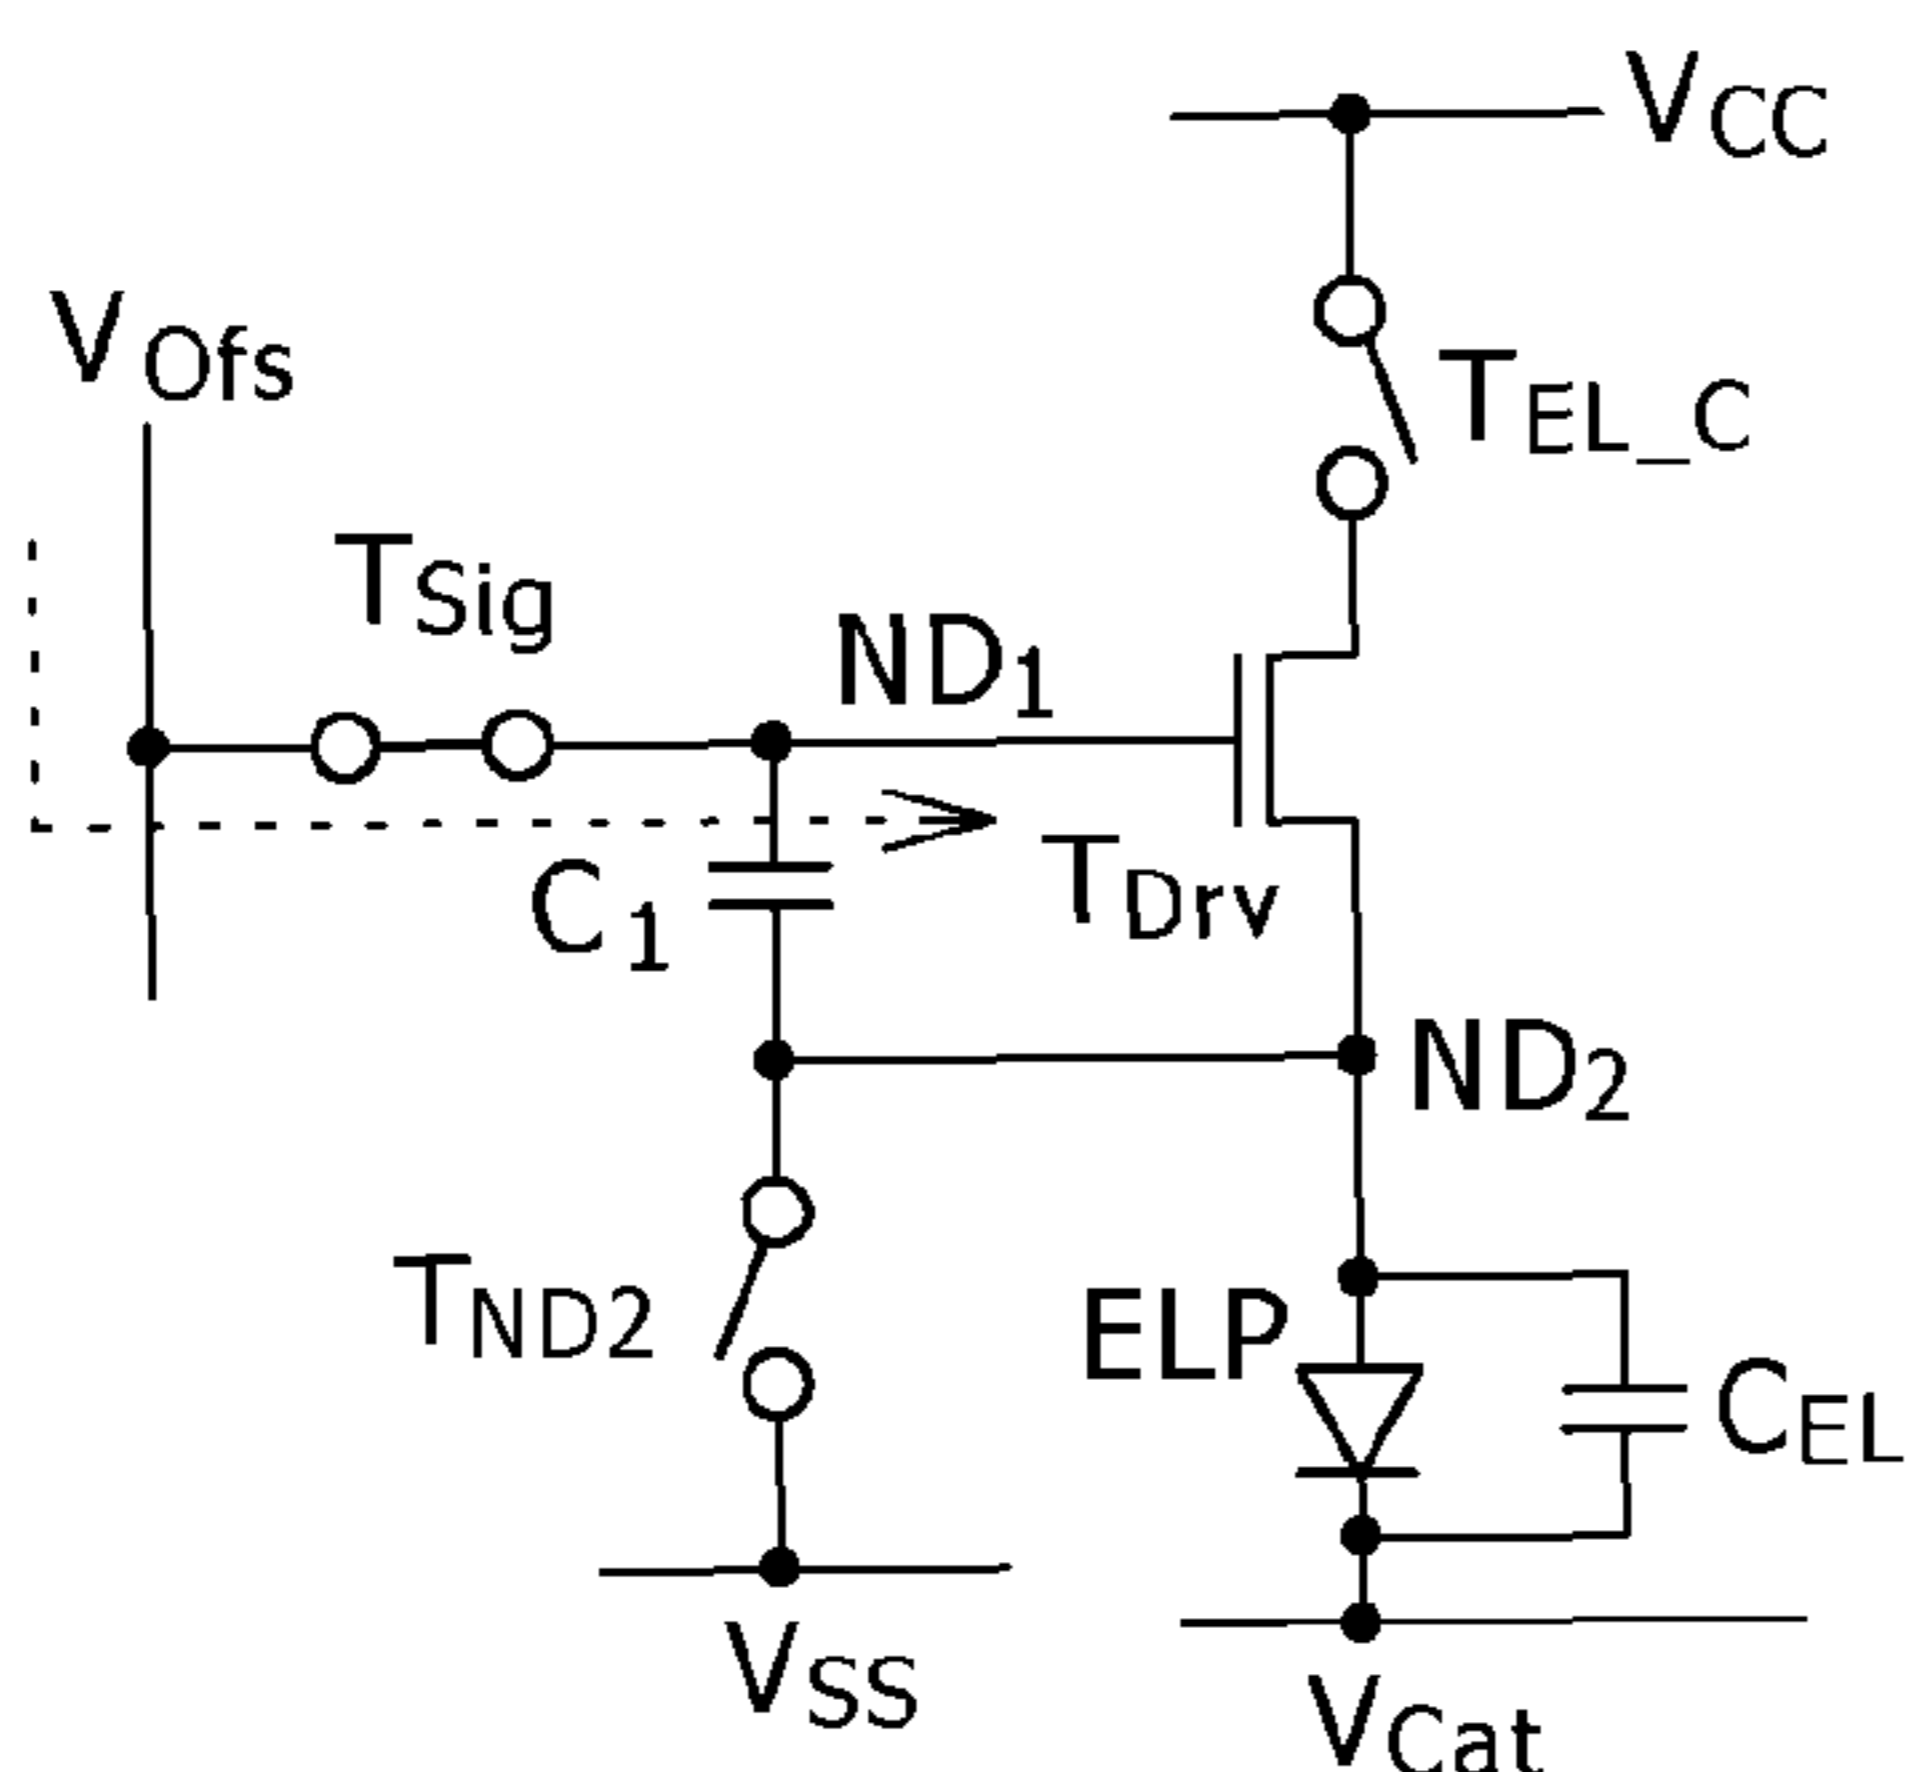 VCC
VOfs
TEL_C
TSig
ND1
TDrv
C1
ND2
TND2
ELP
CEL
VSS
VCat